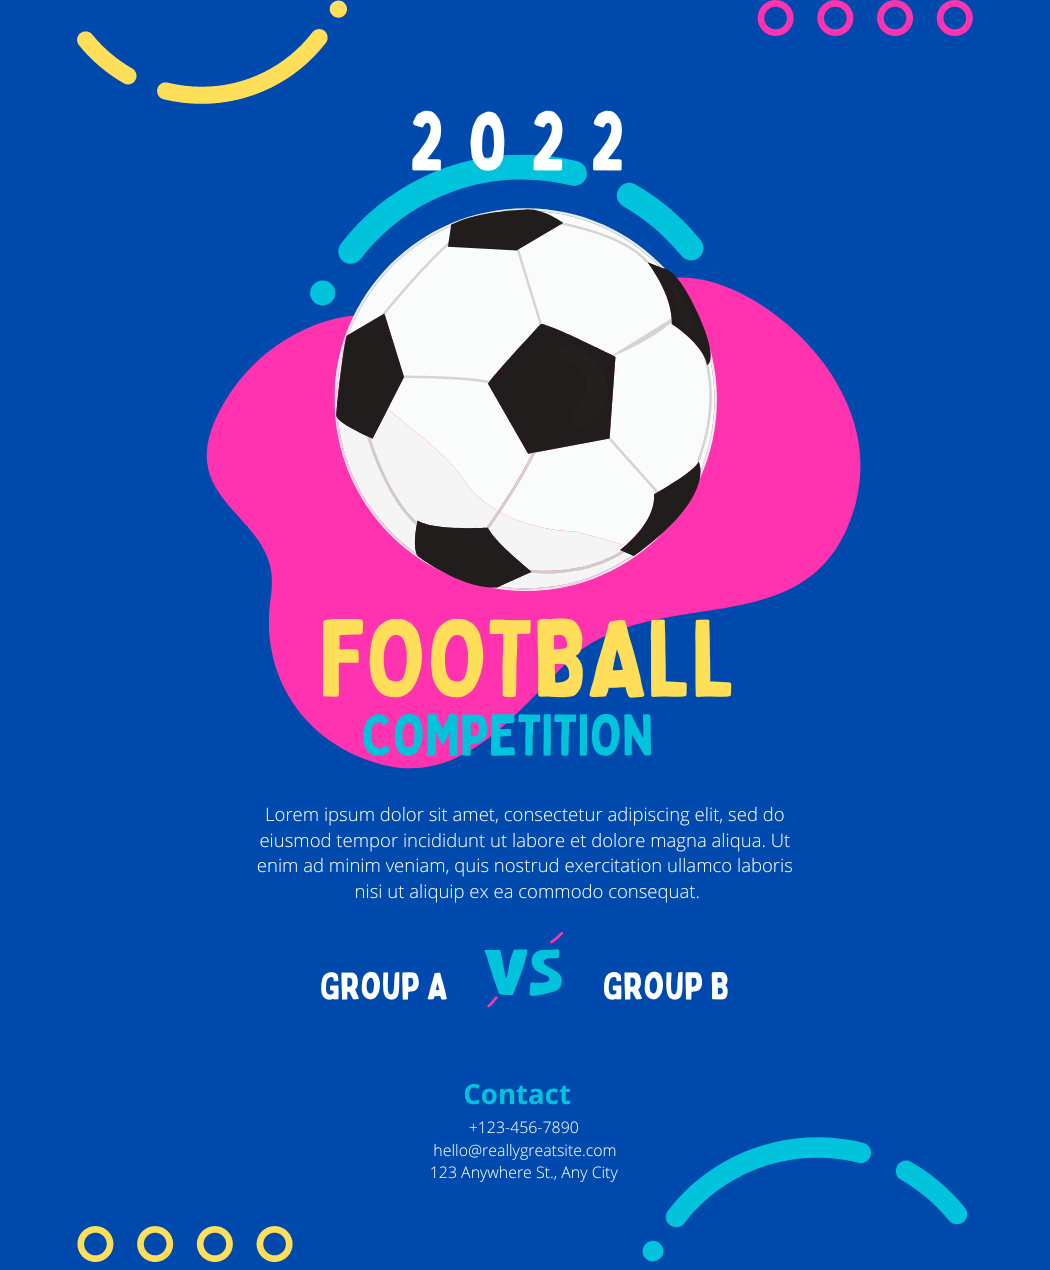 2022
FOOTBALL
COMPETITION
Lorem ipsum dolor sit amet, consectetur adipiscing elit, sed do
eiusmod tempor incididunt ut labore et dolore magna aliqua. Ut
enim ad minim veniam, quis nostrud exercitation ullamco laboris
nisi ut aliquip ex ea commodo consequat.
GROUP A VS GROUP B
Contact
+123-456-7890
hello@reallygreatsite.com
123 Anywhere St., Any City